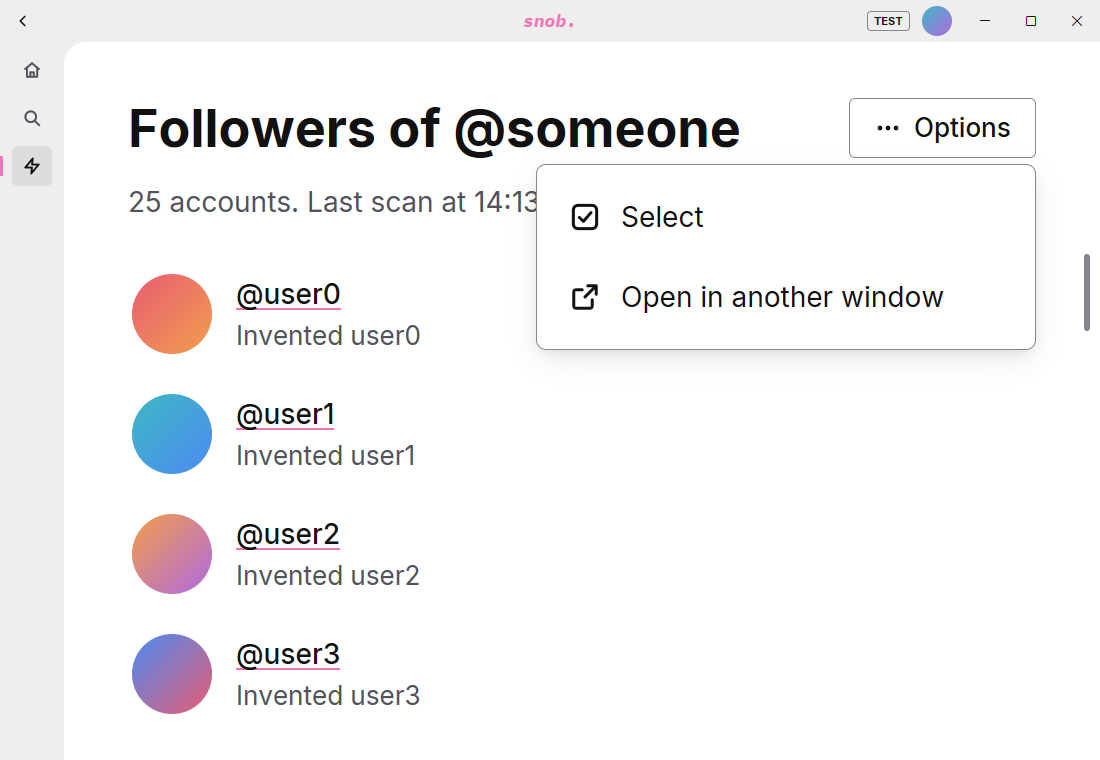 snob.
TEST
Followers of @someone
Options
25 accounts. Last scan at 14:13
Select
Open in another window
@user0
Invented user0
@user1
Invented user1
@user2
Invented user2
@user3
Invented user3